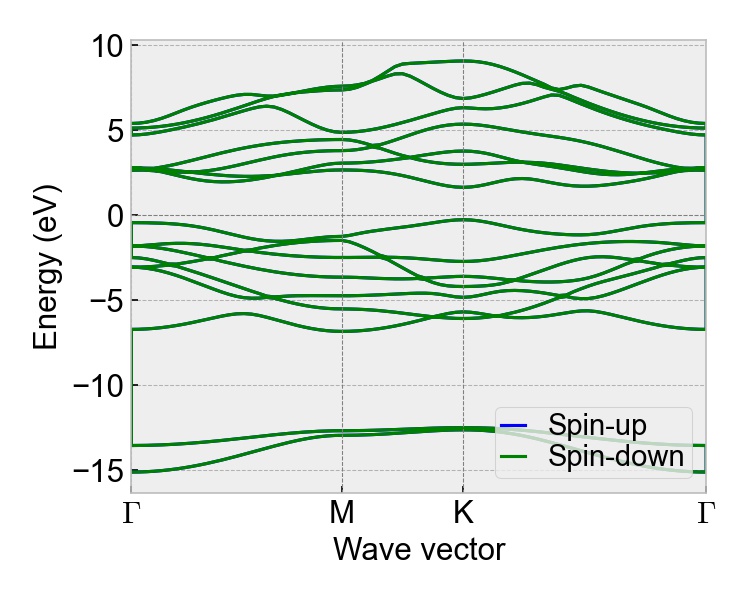 10
5
0
−5
−10
−15
Energy (eV)
Spin-up
Spin-down
Γ M K Γ
Wave vector